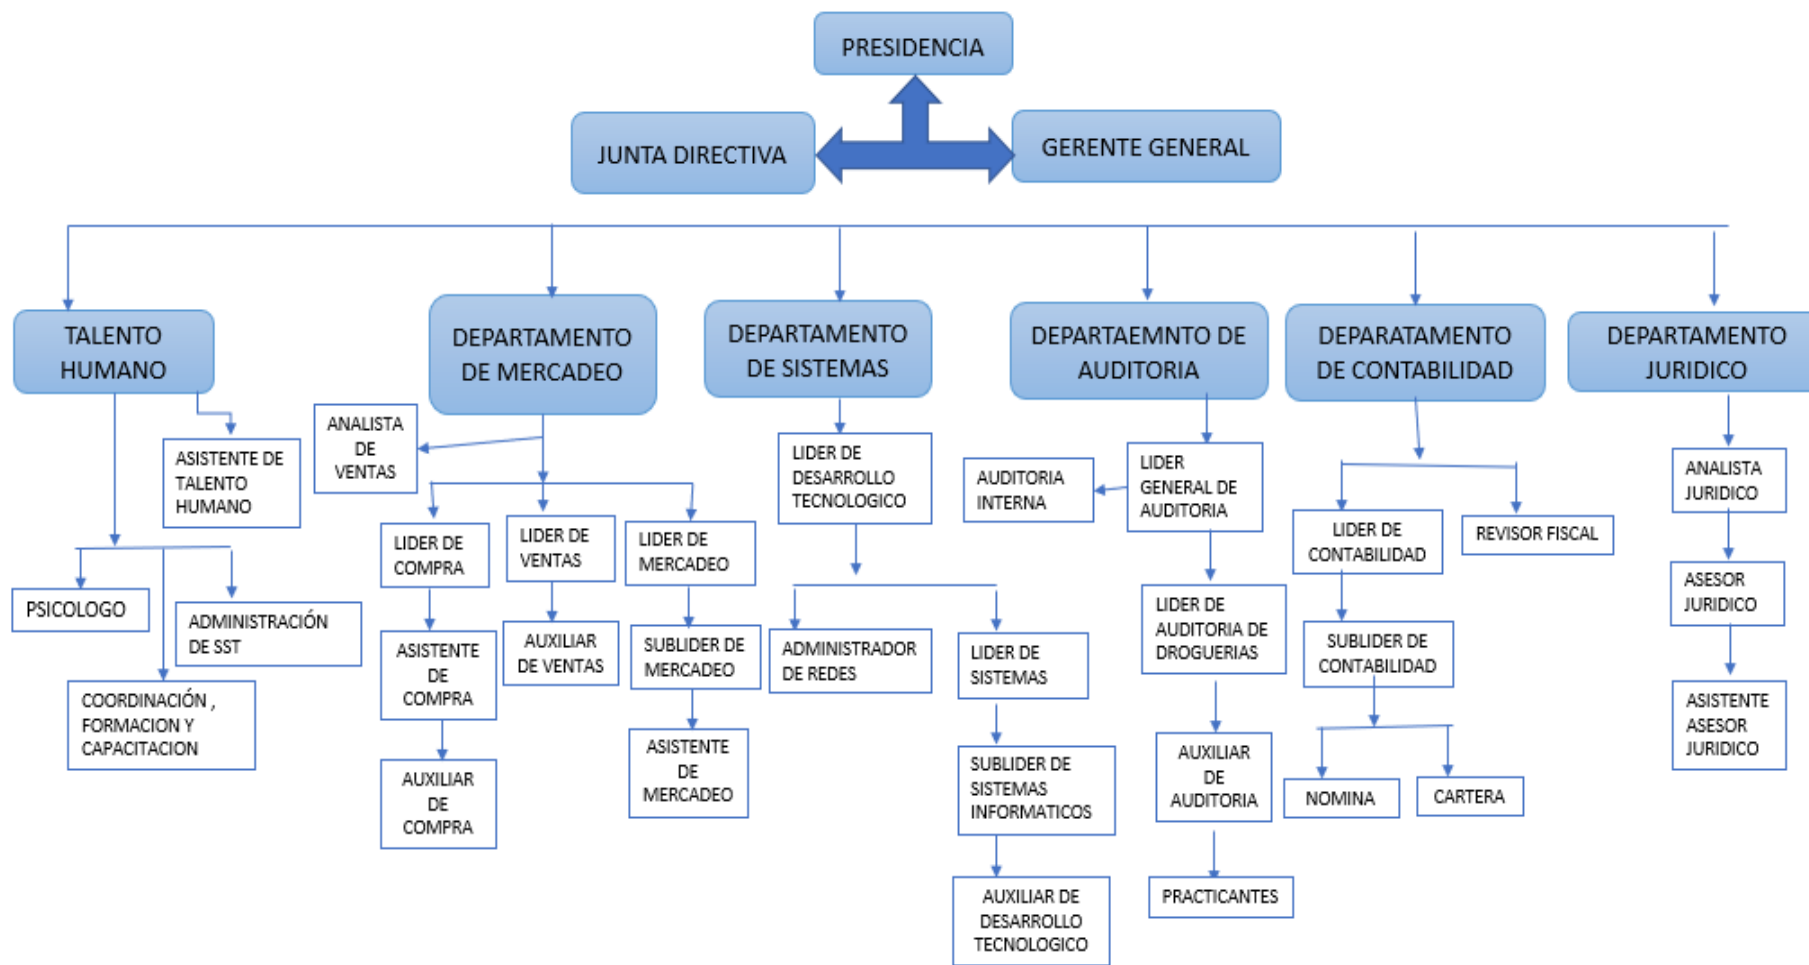 PRESIDENCIA
JUNTA DIRECTIVA
GERENTE GENERAL
TALENTO
HUMANO
DEPARTAMENTO
DE MERCADEO
DEPARTAMENTO
DE SISTEMAS
DEPARTAEMNTO DE
AUDITORIA
DEPARATAMENTO
DE CONTABILIDAD
DEPARTAMENTO
JURIDICO
ASISTENTE DE
TALENTO
HUMANO
PSICOLOGO
ADMINISTRACIÓN
DE SST
COORDINACIÓN ,
FORMACION Y
CAPACITACION
ANALISTA
DE
VENTAS
LIDER DE
COMPRA
LIDER DE
VENTAS
LIDER DE
MERCADEO
ASISTENTE
DE
COMPRA
AUXILIAR
DE VENTAS
SUBLIDER DE
MERCADEO
AUXILIAR
DE
COMPRA
ASISTENTE
DE
MERCADEO
LIDER DE
DESARROLLO
TECNOLOGICO
ADMINISTRADOR
DE REDES
LIDER DE
SISTEMAS
SUBLIDER DE
SISTEMAS
INFORMATICOS
AUXILIAR DE
DESARROLLO
TECNOLOGICO
AUDITORIA
INTERNA
LIDER
GENERAL DE
AUDITORIA
LIDER DE
AUDITORIA DE
DROGUERIAS
AUXILIAR
DE
AUDITORIA
PRACTICANTES
LIDER DE
CONTABILIDAD
REVISOR FISCAL
SUBLIDER DE
CONTABILIDAD
NOMINA
CARTERA
ANALISTA
JURIDICO
ASESOR
JURIDICO
ASISTENTE
ASESOR
JURIDICO